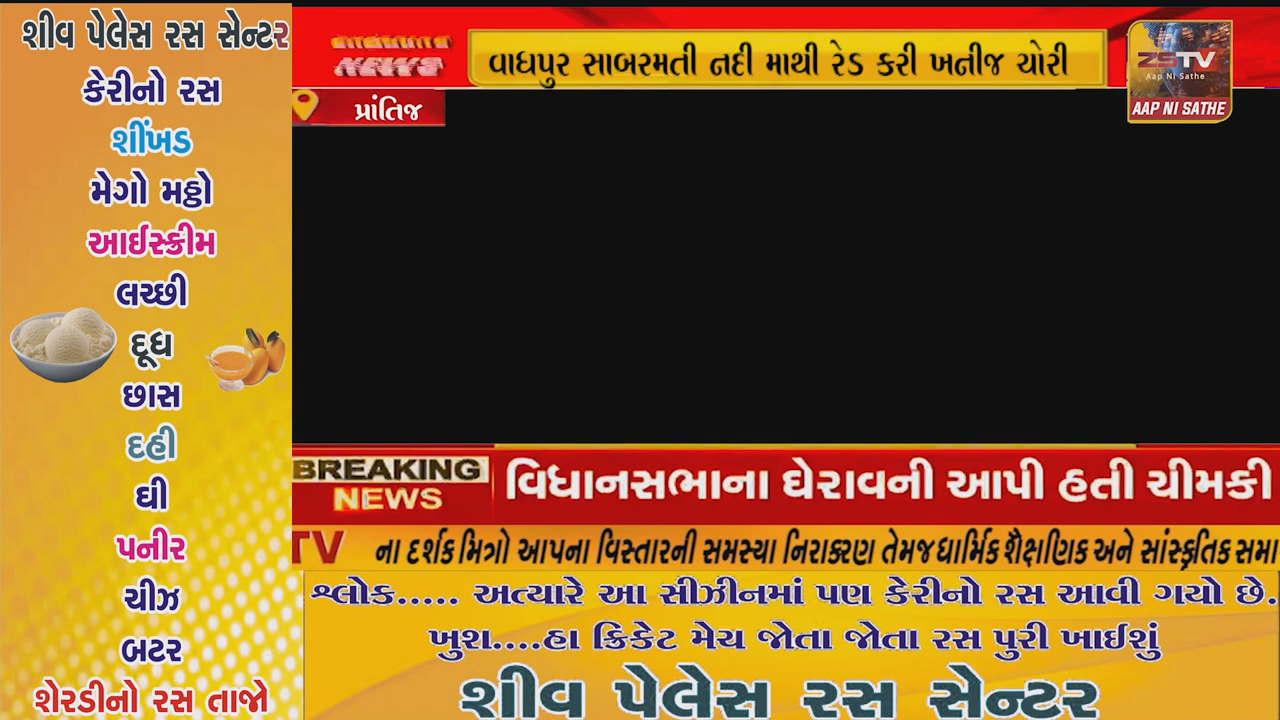 શીવ પેલેસ રસ સેન્ટર
કેરીનો રસ
શીંખડ
મેગો મઠ્ઠો
આઈસ્ક્રીમ
લચ્છી
દૂધ
છાસ
દહી
ઘી
પનીર
ચીઝ
બટર
શેરડીનો રસ તાજો
NEWS
વાઘપુર સાબરમતી નદી માથી રેડ કરી ખનીજ ચોરી
ZSTV
Aap Ni Sathe
AAP NI SATHE
પ્રાંતિજ
BREAKING
NEWS
વિધાનસભાના ઘેરાવની આપી હતી ચીમકી
TV ના દર્શક મિત્રો આપના વિસ્તારની સમસ્યા નિરાકરણ તેમજ ધાર્મિક શૈક્ષણિક અને સાંસ્કૃતિક સમા
શ્લોક..... અત્યારે આ સીઝીનમાં પણ કેરીનો રસ આવી ગયો છે.
ખુશ....હા ક્રિકેટ મેચ જોતા જોતા રસ પુરી ખાઈશું
શીવ પેલેસ રસ સેન્ટર